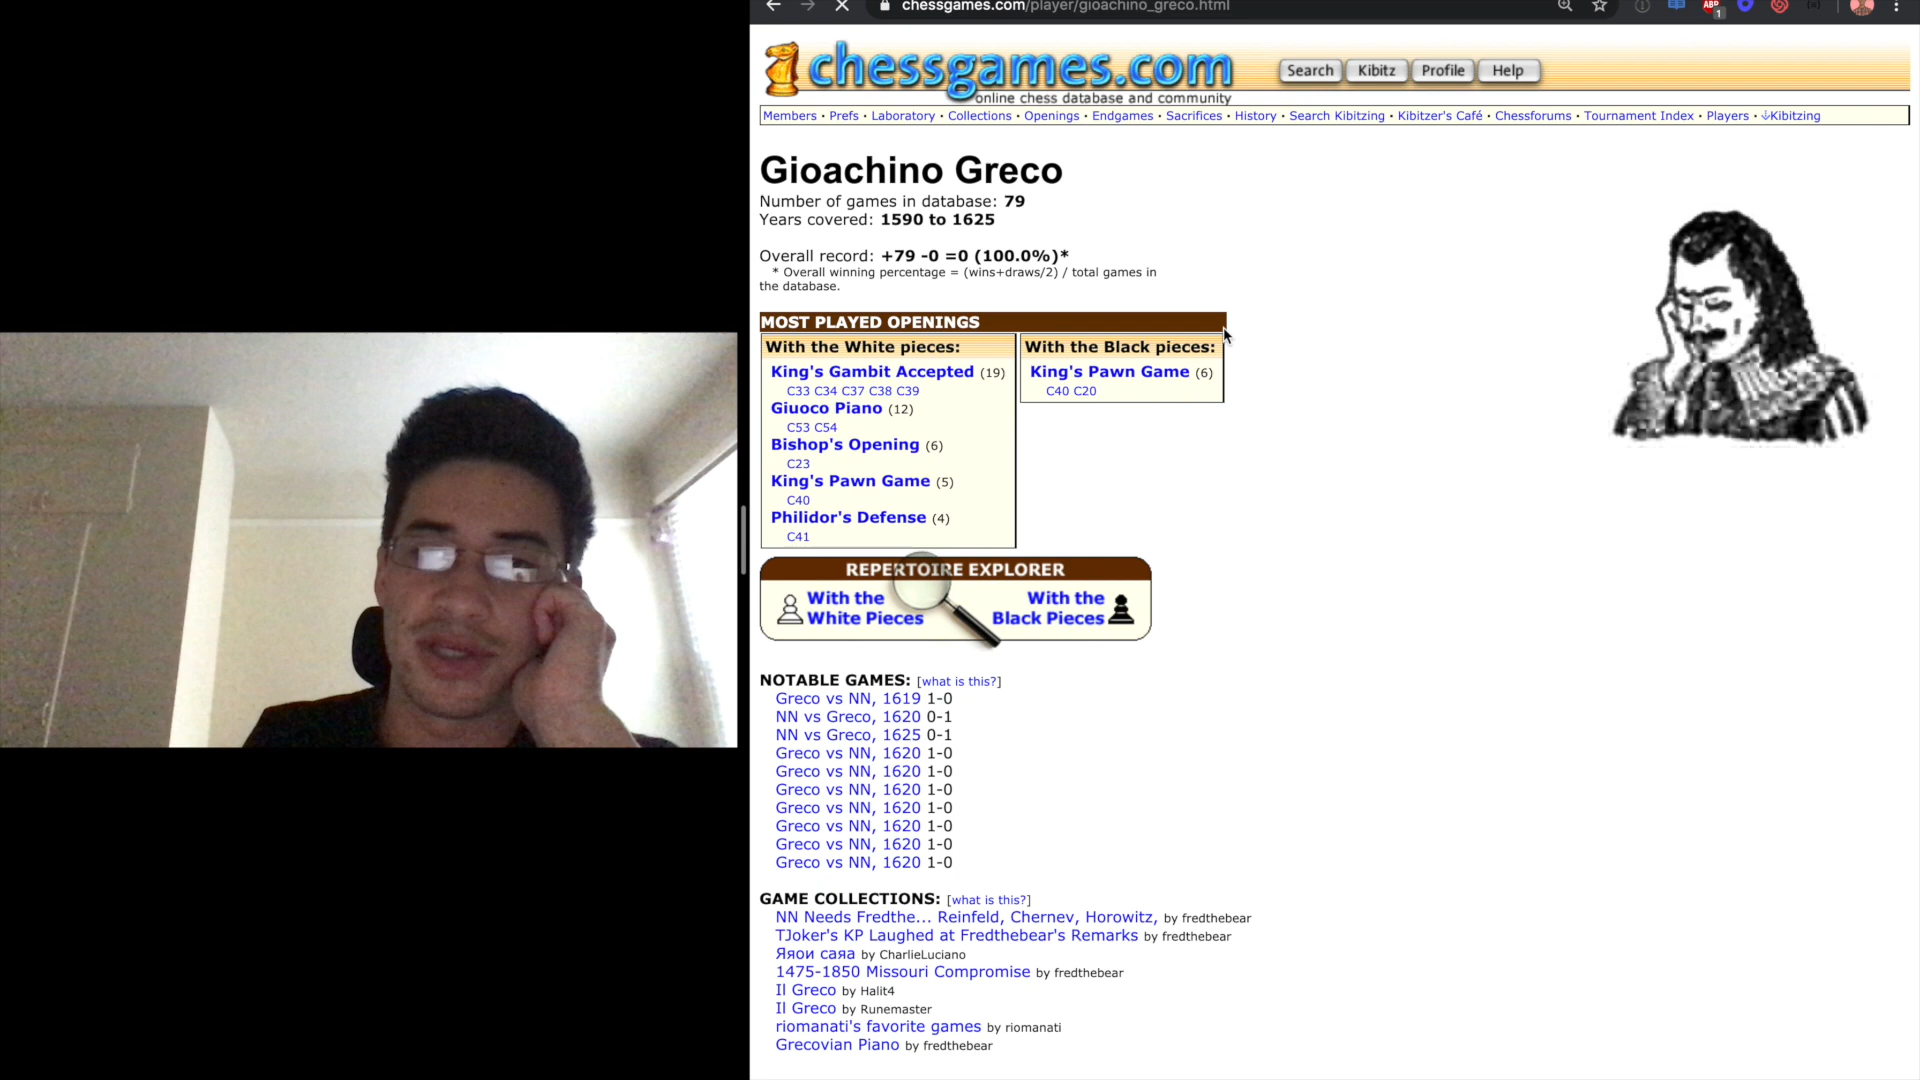 chessgames.com/player/gioachino_greco.html
ABP
1
chessgames.com
online chess database and community
Search
Kibitz
Profile
Help
Members · Prefs · Laboratory · Collections · Openings · Endgames · Sacrifices · History · Search Kibitzing · Kibitzer's Café · Chessforums · Tournament Index · Players · Kibitzing
Gioachino Greco
Number of games in database: 79
Years covered: 1590 to 1625
Overall record: +79 -0 =0 (100.0%)*
* Overall winning percentage = (wins+draws/2) / total games in
the database.
MOST PLAYED OPENINGS
With the White pieces:
King's Gambit Accepted (19)
C33 C34 C37 C38 C39
Giuoco Piano (12)
C53 C54
Bishop's Opening (6)
C23
King's Pawn Game (5)
C40
Philidor's Defense (4)
C41
With the Black pieces:
King's Pawn Game (6)
C40 C20
REPERTOIRE EXPLORER
With the
White Pieces
With the
Black Pieces
NOTABLE GAMES: [what is this?]
Greco vs NN, 1619 1-0
NN vs Greco, 1620 0-1
NN vs Greco, 1625 0-1
Greco vs NN, 1620 1-0
Greco vs NN, 1620 1-0
Greco vs NN, 1620 1-0
Greco vs NN, 1620 1-0
Greco vs NN, 1620 1-0
Greco vs NN, 1620 1-0
Greco vs NN, 1620 1-0
GAME COLLECTIONS: [what is this?]
NN Needs Fredthe... Reinfeld, Chernev, Horowitz, by fredthebear
TJoker's KP Laughed at Fredthebear's Remarks by fredthebear
Яяои саяа by CharlieLuciano
1475-1850 Missouri Compromise by fredthebear
Il Greco by Halit4
Il Greco by Runemaster
riomanati's favorite games by riomanati
Grecovian Piano by fredthebear